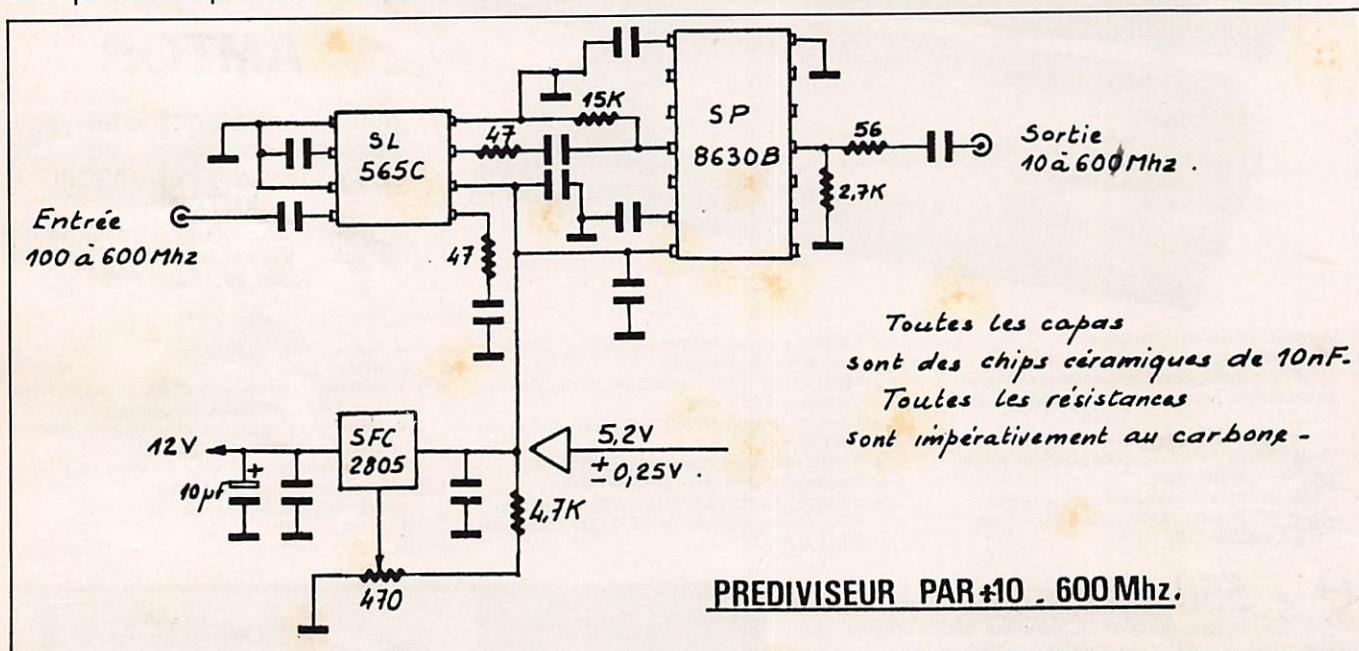 SL
565C
SP
8630B
15K
47
47
56
2,7K
Sortie
10 à 600 Mhz.
Entrée
100 à 600 Mhz
Toutes les capas
sont des chips céramiques de 10nF-
Toutes les résistances
sont impérativement au carbone -
12V
SFC
2805
+
10µf
5,2V
± 0,25V.
4,7K
470
PREDIVISEUR PAR ÷10 . 600 Mhz.